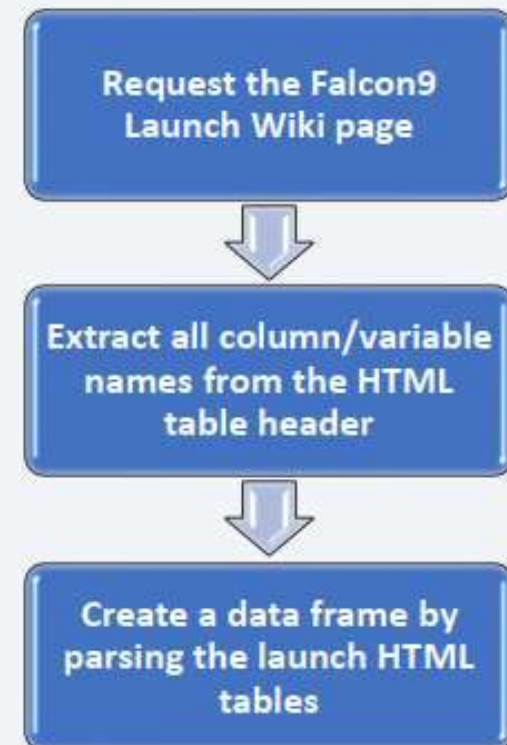 Request the Falcon9
Launch Wiki page
Extract all column/variable
names from the HTML
table header
Create a data frame by
parsing the launch HTML
tables